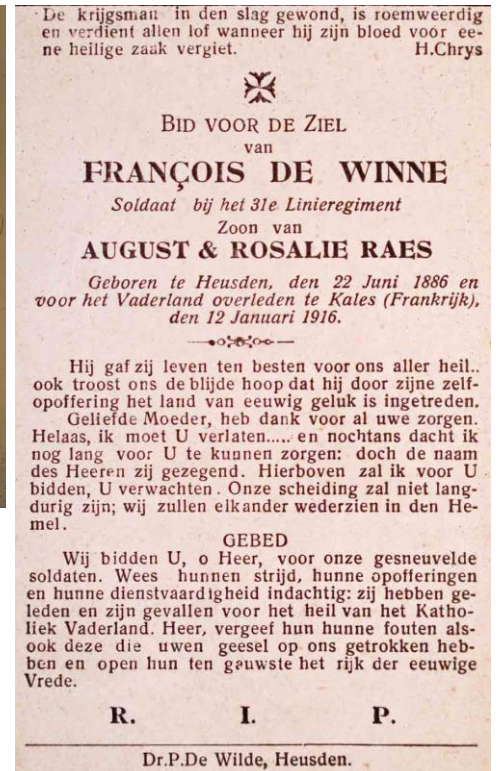 De krijgsman in den slag gewond, is roemweerdig
en verdient allen lof wanneer hij zijn bloed voor ee-
ne heilige zaak vergiet. H.Chrys
BID VOOR DE ZIEL
van
FRANÇOIS DE WINNE
Soldaat bij het 31e Linieregiment
Zoon van
AUGUST & ROSALIE RAES
Geboren te Heusden, den 22 Juni 1886 en
voor het Vaderland overleden te Kales (Frankrijk),
den 12 Januari 1916.
Hij gaf zij leven ten besten voor ons aller heil..
ook troost ons de blijde hoop dat hij door zijne zelf-
opoffering het land van eeuwig geluk is ingetreden.
Geliefde Moeder, heb dank voor al uwe zorgen.
Helaas, ik moet U verlaten..... en nochtans dacht ik
nog lang voor U te kunnen zorgen: doch de naam
des Heeren zij gezegend. Hierboven zal ik voor U
bidden, U verwachten. Onze scheiding zal niet lang-
durig zijn; wij zullen elkander wederzien in den He-
mel.
GEBED
Wij bidden U, o Heer, voor onze gesneuvelde
soldaten. Wees hunnen strijd, hunne opofferingen
en hunne dienstvaardigheid indachtig: zij hebben ge-
leden en zijn gevallen voor het heil van het Katho-
liek Vaderland. Heer, vergeef hun hunne fouten als-
ook deze die uwen geesel op ons getrokken heb-
ben en open hun ten gauwste het rijk der eeuwige
Vrede.
R. I. P.
Dr.P.De Wilde, Heusden.